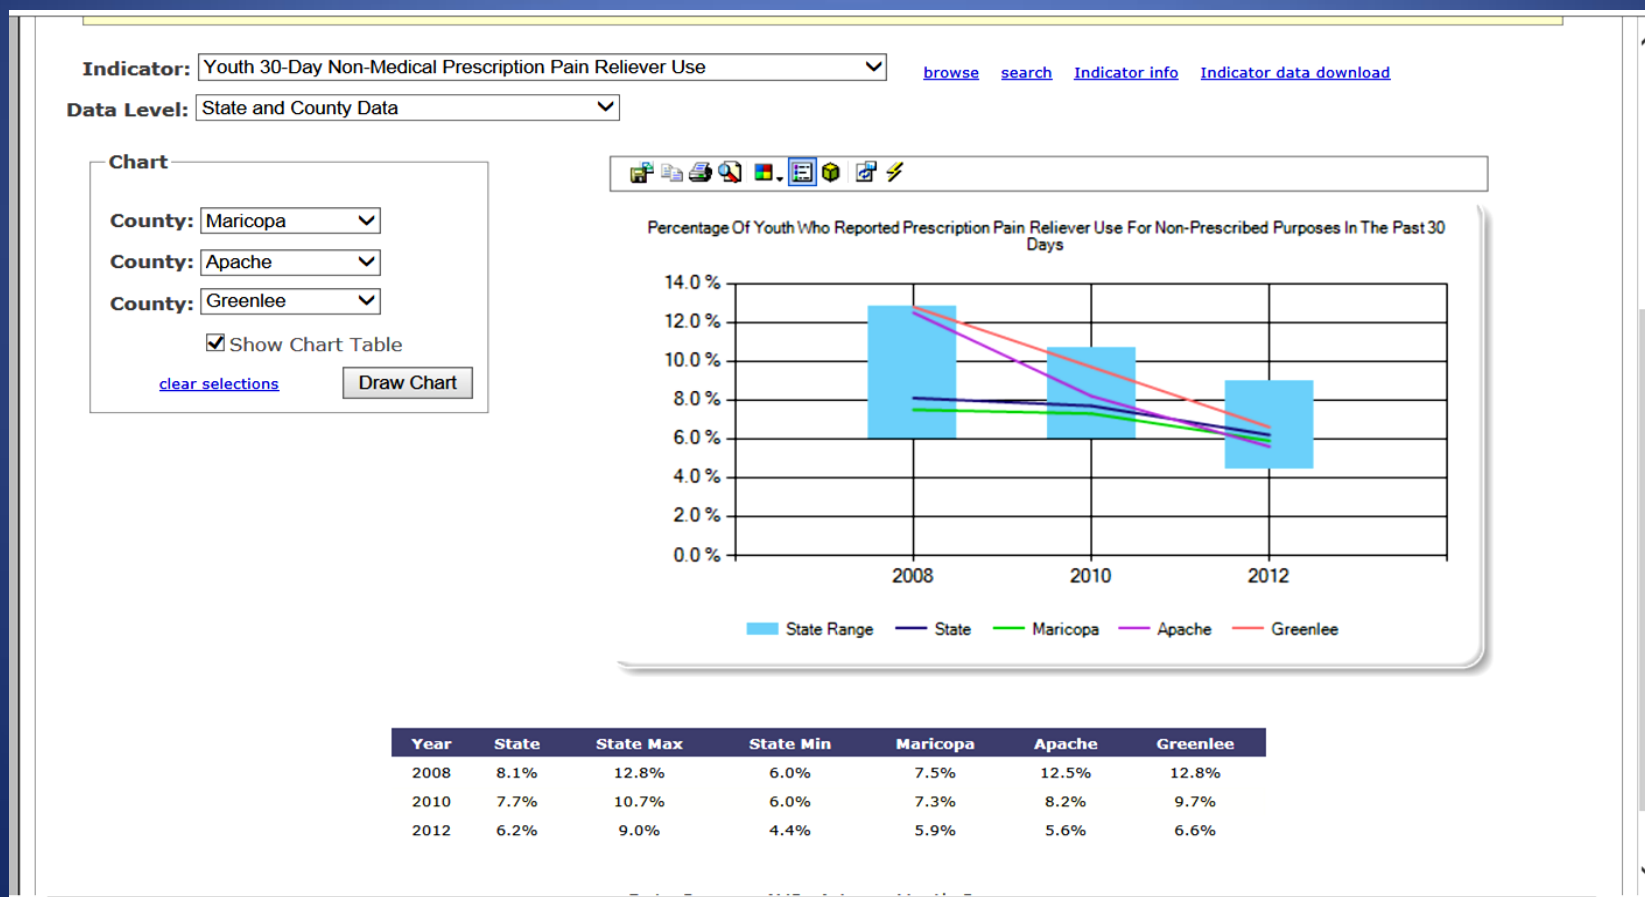 Indicator: Youth 30-Day Non-Medical Prescription Pain Reliever Use browse search Indicator info Indicator data download
Data Level: State and County Data
Chart
County: Maricopa
County: Apache
County: Greenlee
Show Chart Table
clear selections Draw Chart
Percentage Of Youth Who Reported Prescription Pain Reliever Use For Non-Prescribed Purposes In The Past 30
Days
14.0 %
12.0 %
10.0 %
8.0 %
6.0 %
4.0 %
2.0 %
0.0 %
2008 2010 2012
State Range State Maricopa Apache Greenlee
Year State State Max State Min Maricopa Apache Greenlee
2008 8.1% 12.8% 6.0% 7.5% 12.5% 12.8%
2010 7.7% 10.7% 6.0% 7.3% 8.2% 9.7%
2012 6.2% 9.0% 4.4% 5.9% 5.6% 6.6%